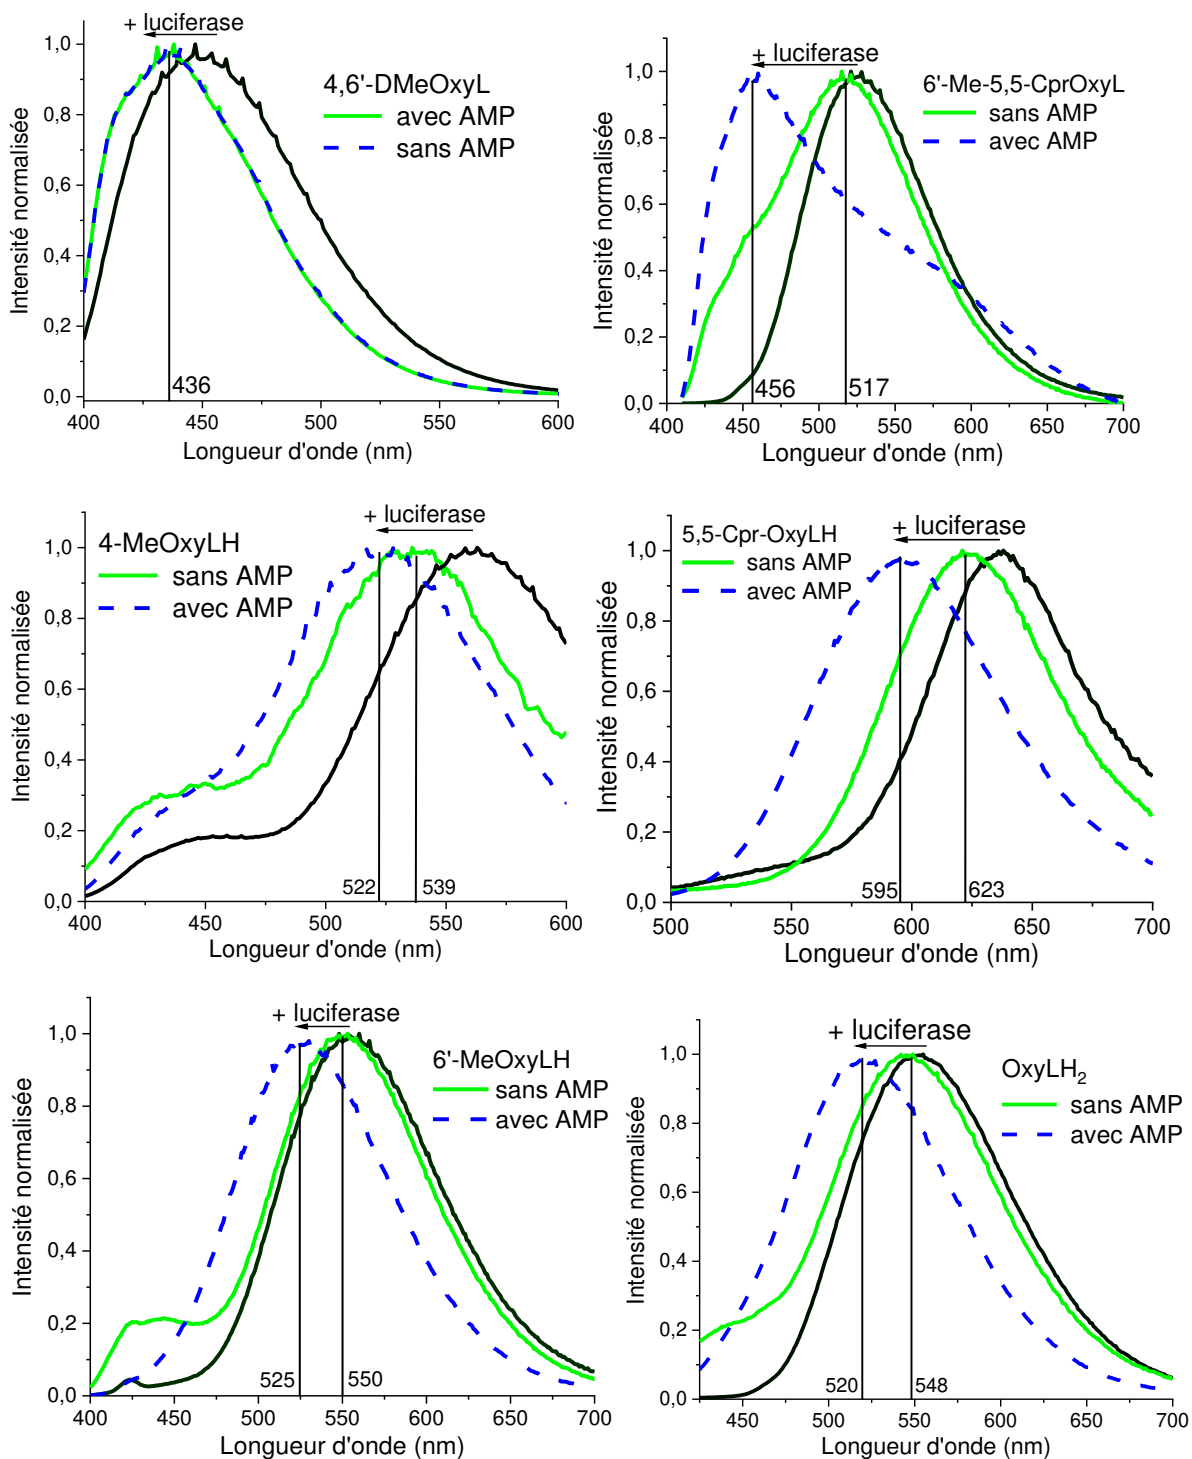 + luciferase
4,6'-DMeOxyL
avec AMP
sans AMP
Intensité normalisée
1,0
0,8
0,6
0,4
0,2
0,0
436
400
450
500
550
600
Longueur d'onde (nm)
+ luciferase
6'-Me-5,5-CprOxyL
sans AMP
avec AMP
Intensité normalisée
1,0
0,8
0,6
0,4
0,2
0,0
456
517
400
450
500
550
600
650
700
Longueur d'onde (nm)
+ luciferase
4-MeOxyLH
sans AMP
avec AMP
Intensité normalisée
1,0
0,8
0,6
0,4
0,2
0,0
522
539
400
450
500
550
600
Longueur d'onde (nm)
+ luciferase
5,5-Cpr-OxyLH
sans AMP
avec AMP
Intensité normalisée
1,0
0,8
0,6
0,4
0,2
0,0
595
623
500
550
600
650
700
Longueur d'onde (nm)
+ luciferase
6'-MeOxyLH
sans AMP
avec AMP
Intensité normalisée
1,0
0,8
0,6
0,4
0,2
0,0
525
550
400
450
500
550
600
650
700
Longueur d'onde (nm)
+ luciferase
OxyLH₂
sans AMP
avec AMP
Intensité normalisée
1,0
0,8
0,6
0,4
0,2
0,0
520
548
450
500
550
600
650
700
Longueur d'onde (nm)